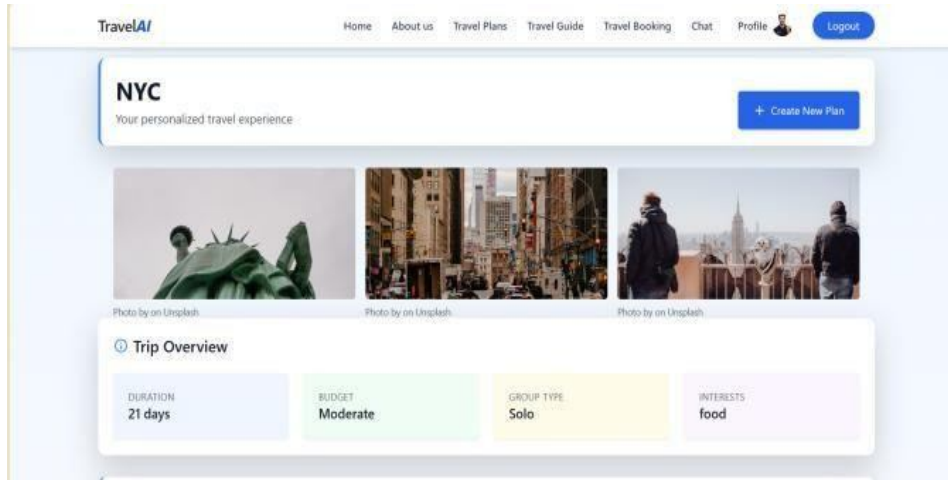 TravelAI Home About us Travel Plans Travel Guide Travel Booking Chat Profile Logout
NYC
Your personalized travel experience
+ Create New Plan
Photo by on Unsplash Photo by on Unsplash Photo by on Unsplash
Trip Overview
DURATION BUDGET GROUP TYPE INTERESTS
21 days Moderate Solo food